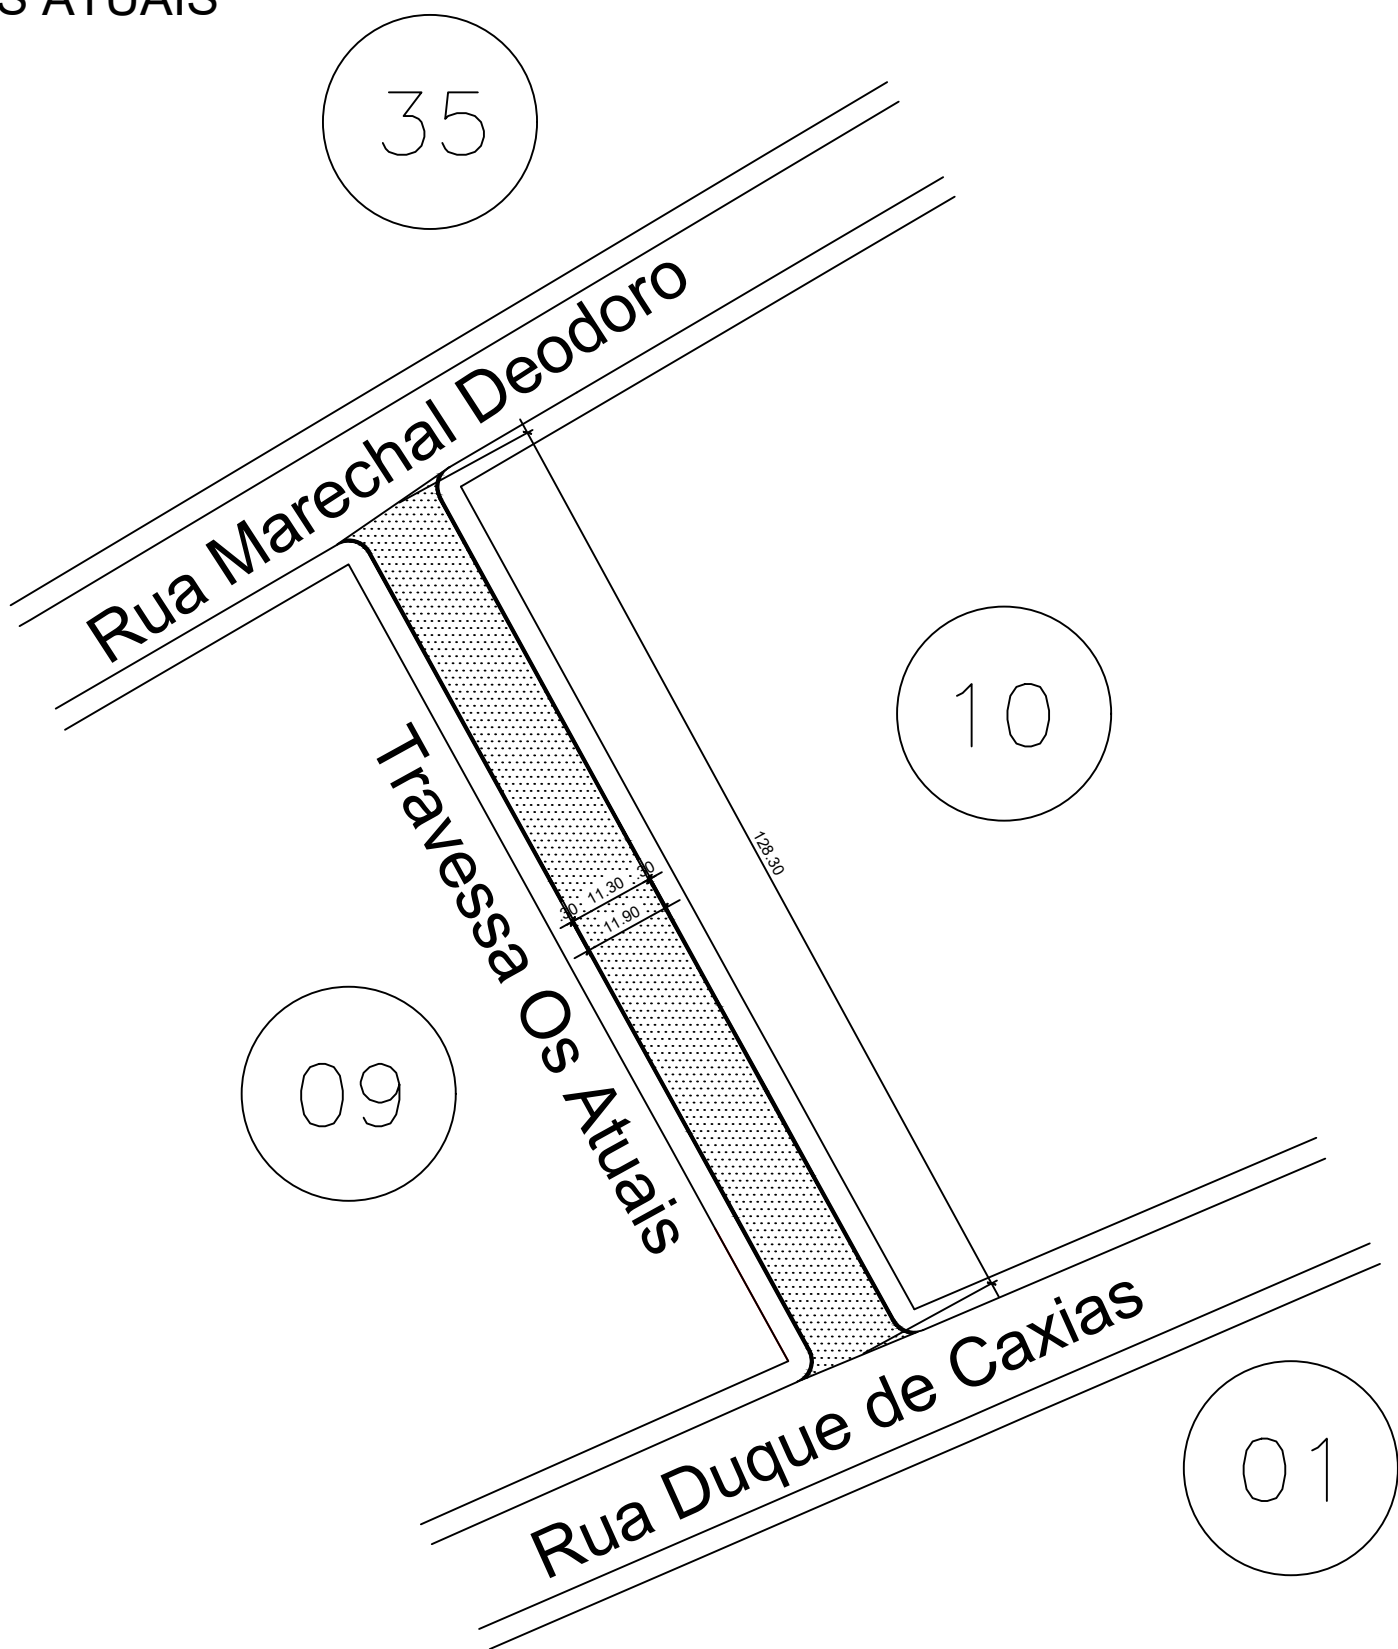 S ATUAIS
35
Rua Marechal Deodoro
10
Travessa Os Atuais
128.30
.30
11.30
.30
11.90
09
Rua Duque de Caxias
01